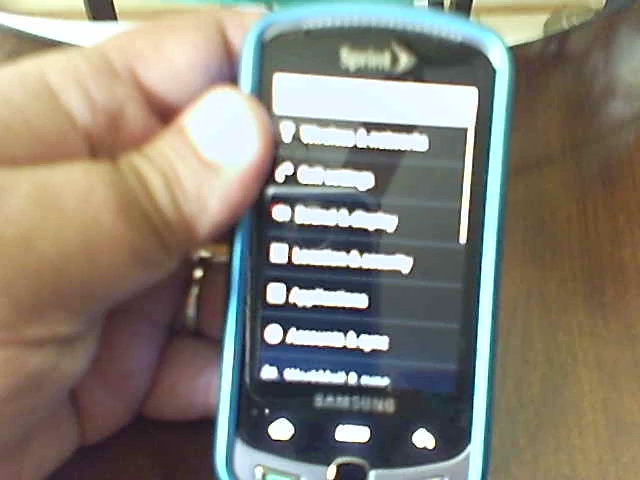 Sprint
Wireless & networks
Call settings
Sound & display
Location & security
Applications
Accounts & sync
SAMSUNG